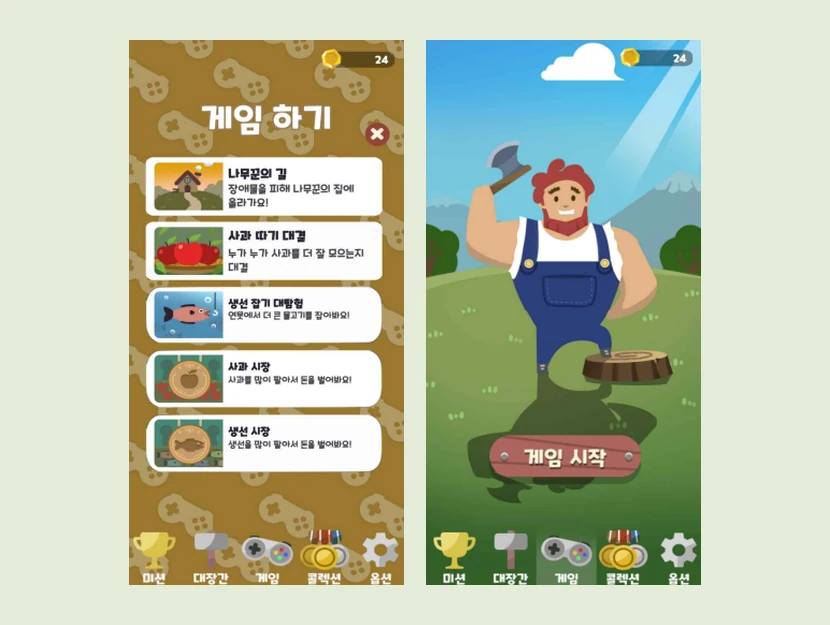 24
게임 하기
나무꾼의 길
장애물을 피해 나무꾼의 집에
올라가요!
사과 따기 대결
누가 누가 사과를 더 잘 모으는지
대결
생선 잡기 대탐험
연못에서 더 큰 물고기를 잡아봐요!
사과 시장
사과를 많이 팔아서 돈을 벌어봐요!
생선 시장
생선을 많이 팔아서 돈을 벌어봐요!
미션 대장간 게임 콜렉션 옵션
24
게임 시작
미션 대장간 게임 콜렉션 옵션